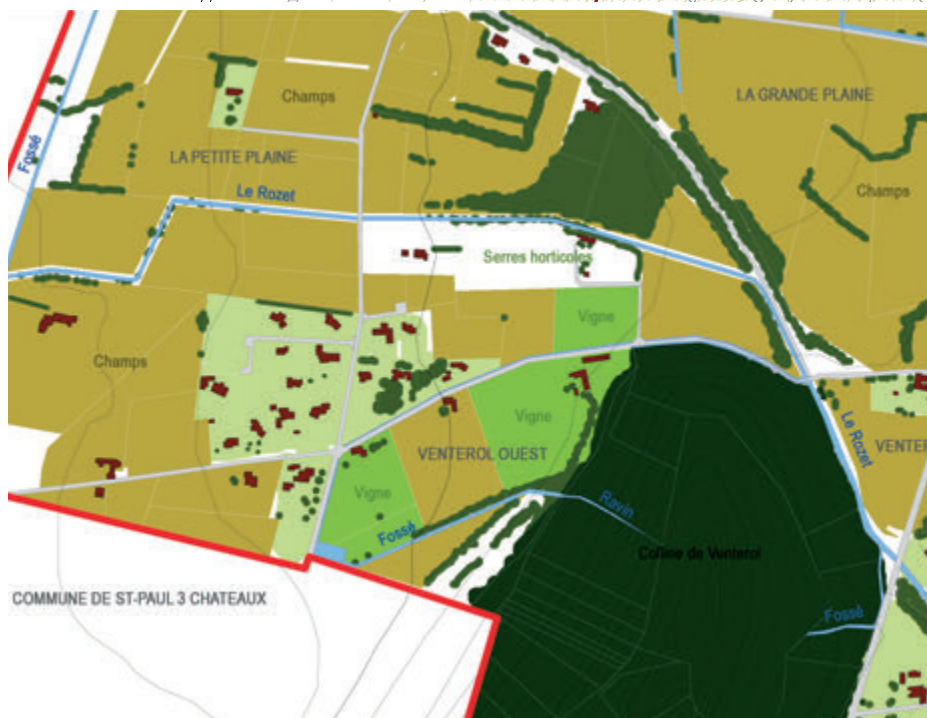 LA GRANDE PLAINE
Champs
Fossé
LA PETITE PLAINE
Le Rozet
Champs
Serres horticoles
Vigne
Champs
Vigne
Le Rozet
VENTEROL OUEST
VENTER
Vigne
Ravin
Fossé
Colline de Venterol
COMMUNE DE ST-PAUL 3 CHATEAUX
Fossé